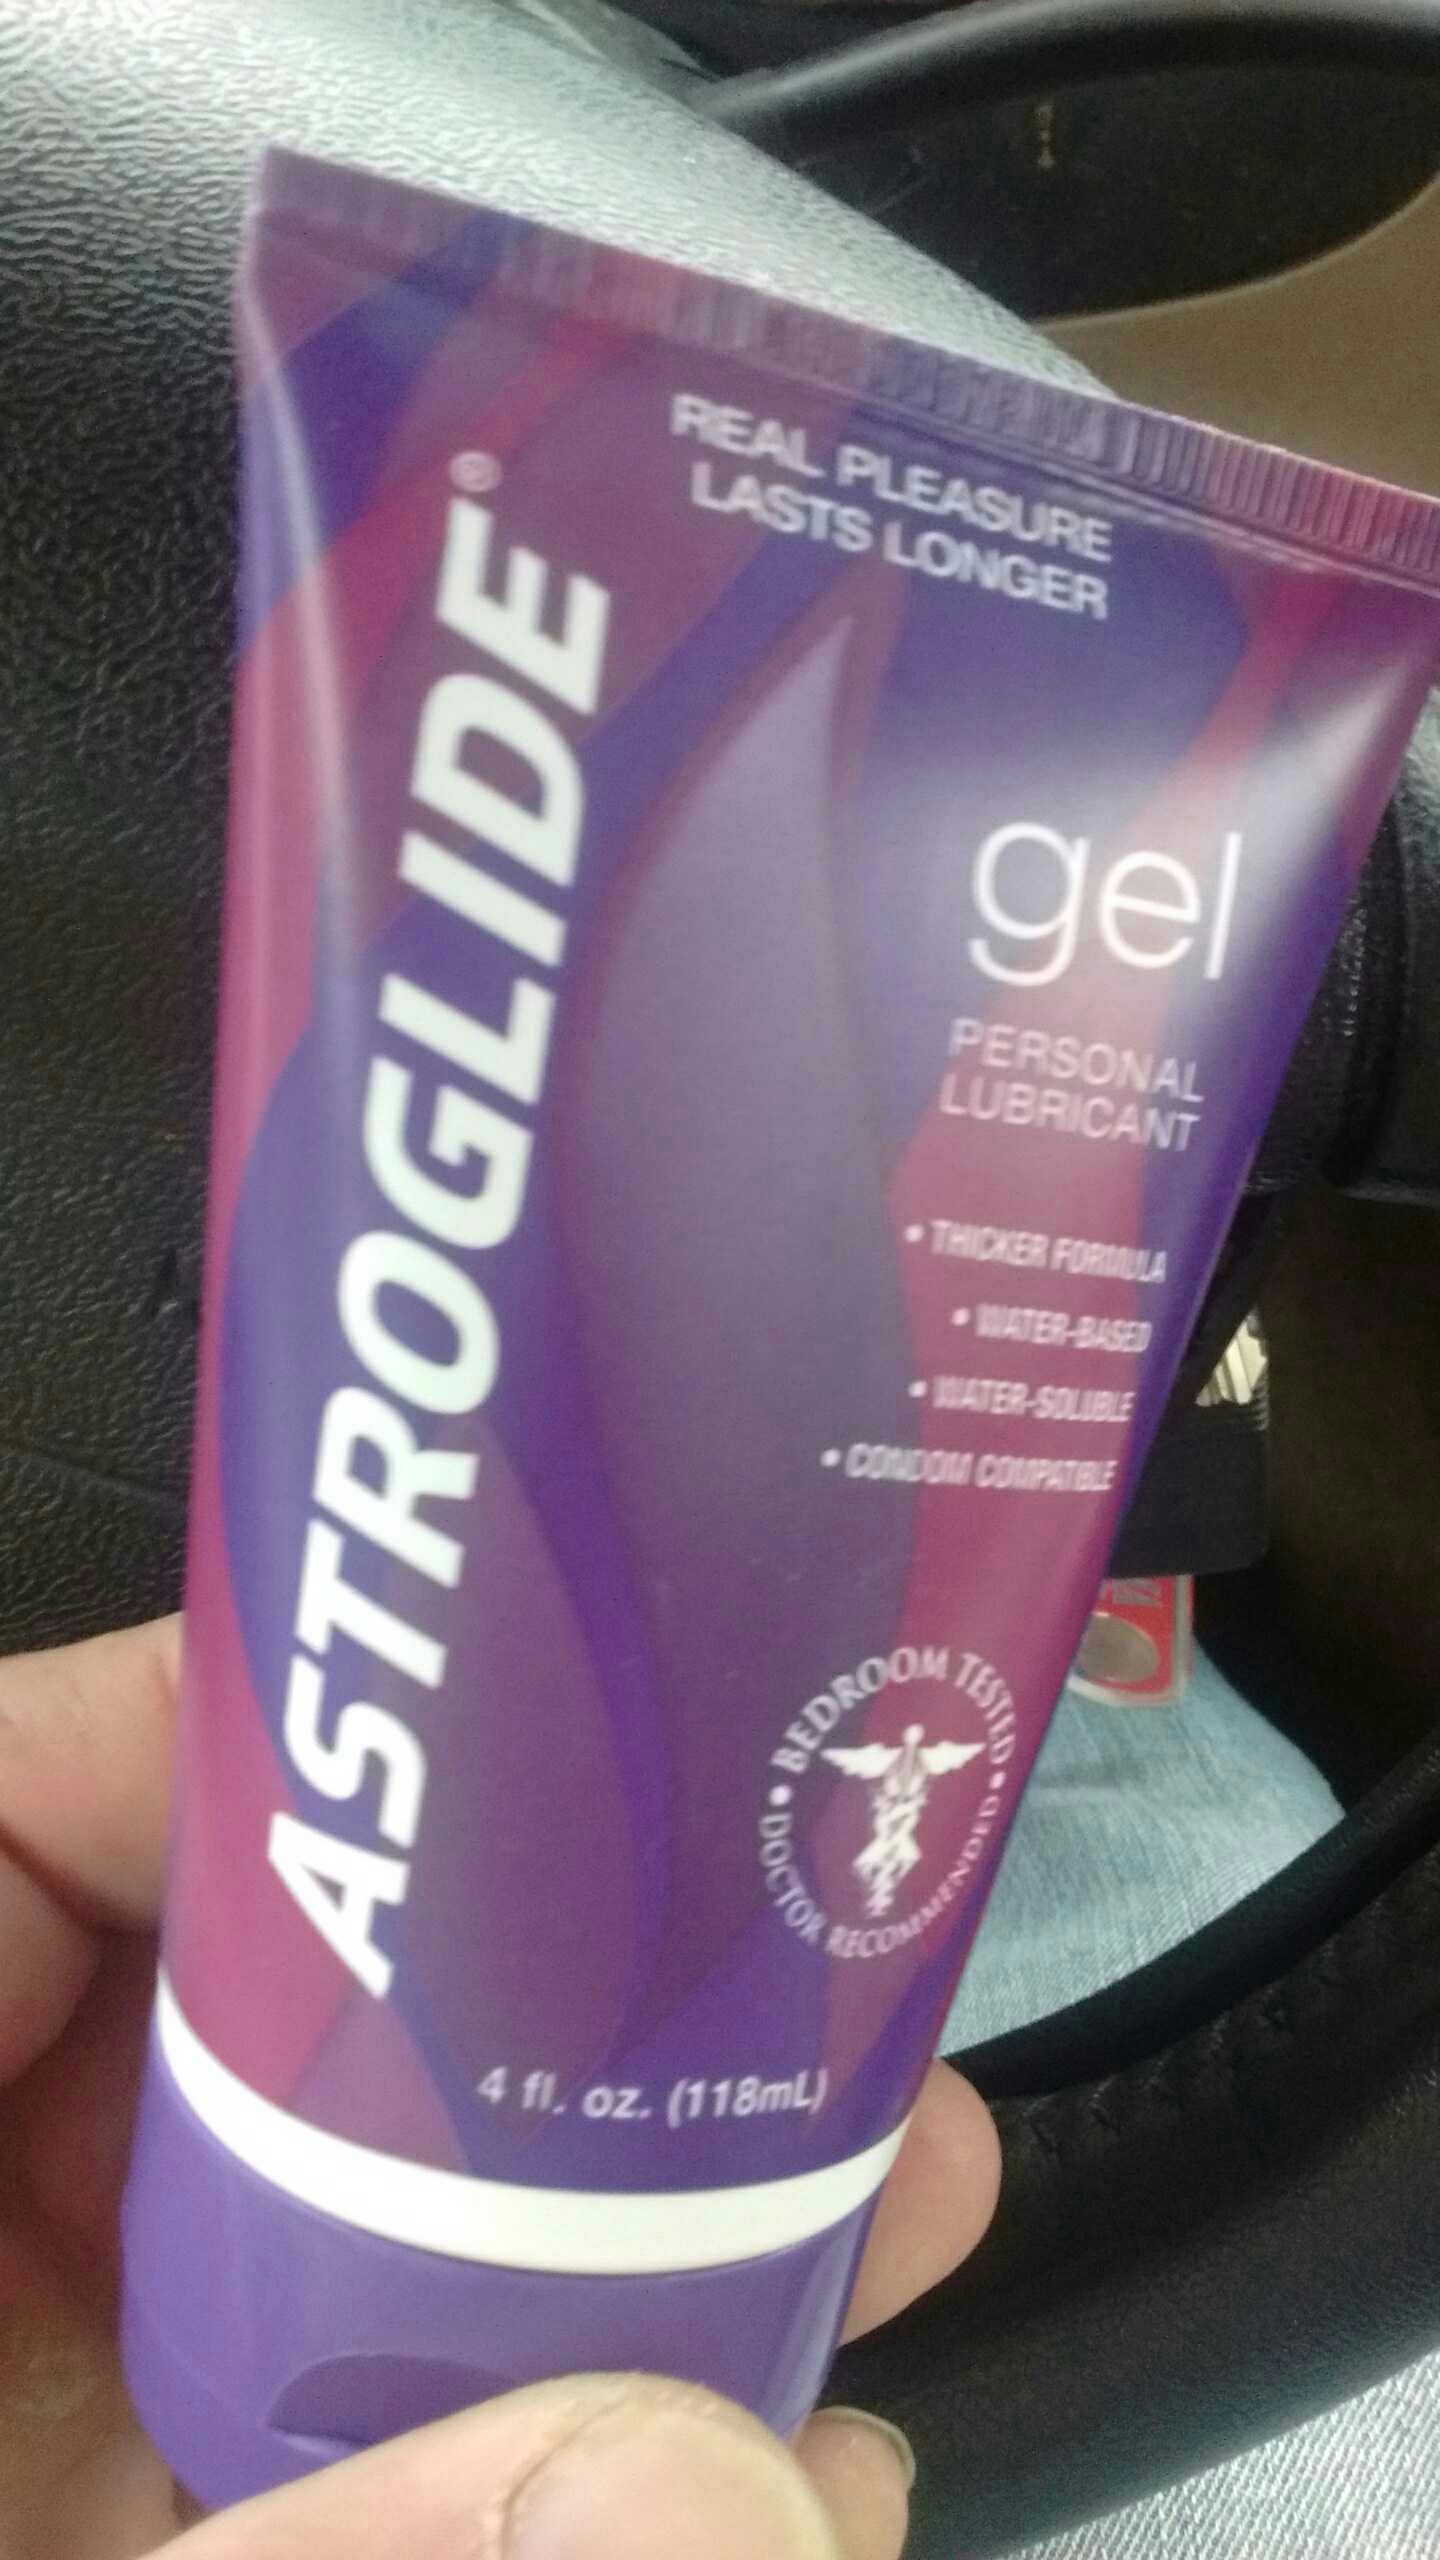 REAL PLEASURE
LASTS LONGER
ASTROGLIDE®
gel
PERSONAL
LUBRICANT
• THICKER FORMULA
• WATER-BASED
• WATER-SOLUBLE
• CONDOM COMPATIBLE
• BEDROOM TESTED •
DOCTOR RECOMMENDED
4 fl. oz. (118mL)